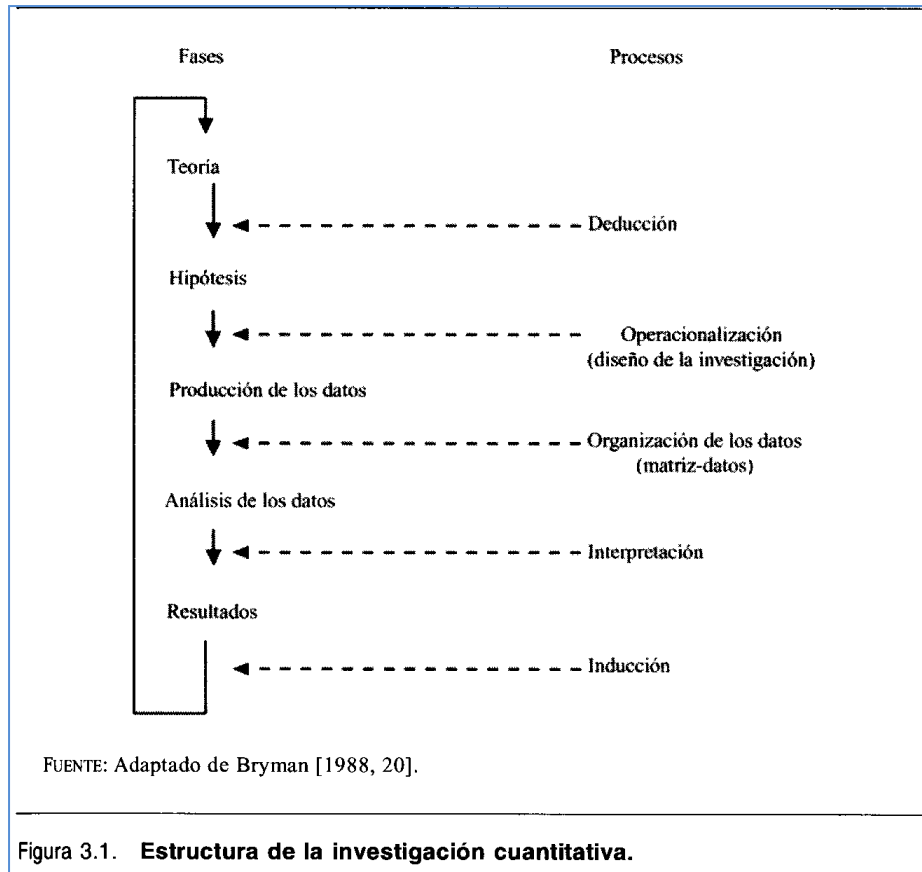 Fases Procesos
Teoría
Deducción
Hipótesis
Operacionalización
(diseño de la investigación)
Producción de los datos
Organización de los datos
(matriz-datos)
Análisis de los datos
Interpretación
Resultados
Inducción
FUENTE: Adaptado de Bryman [1988, 20].
Figura 3.1. Estructura de la investigación cuantitativa.